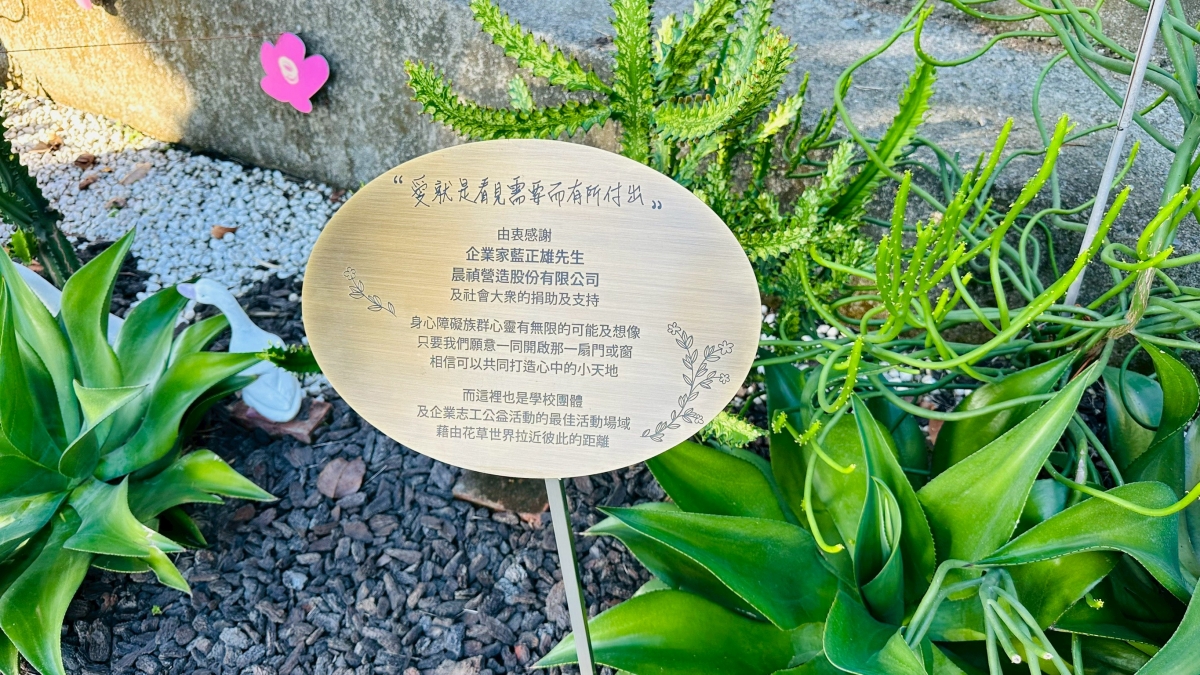 “愛就是看見需要而有所付出”
由衷感謝
企業家藍正雄先生
晨禎營造股份有限公司
及社會大眾的捐助及支持
身心障礙族群心靈有無限的可能及想像
只要我們願意一同開啟那一扇門或窗
相信可以共同打造心中的小天地
而這裡也是學校團體
及企業志工公益活動的最佳活動場域
藉由花草世界拉近彼此的距離